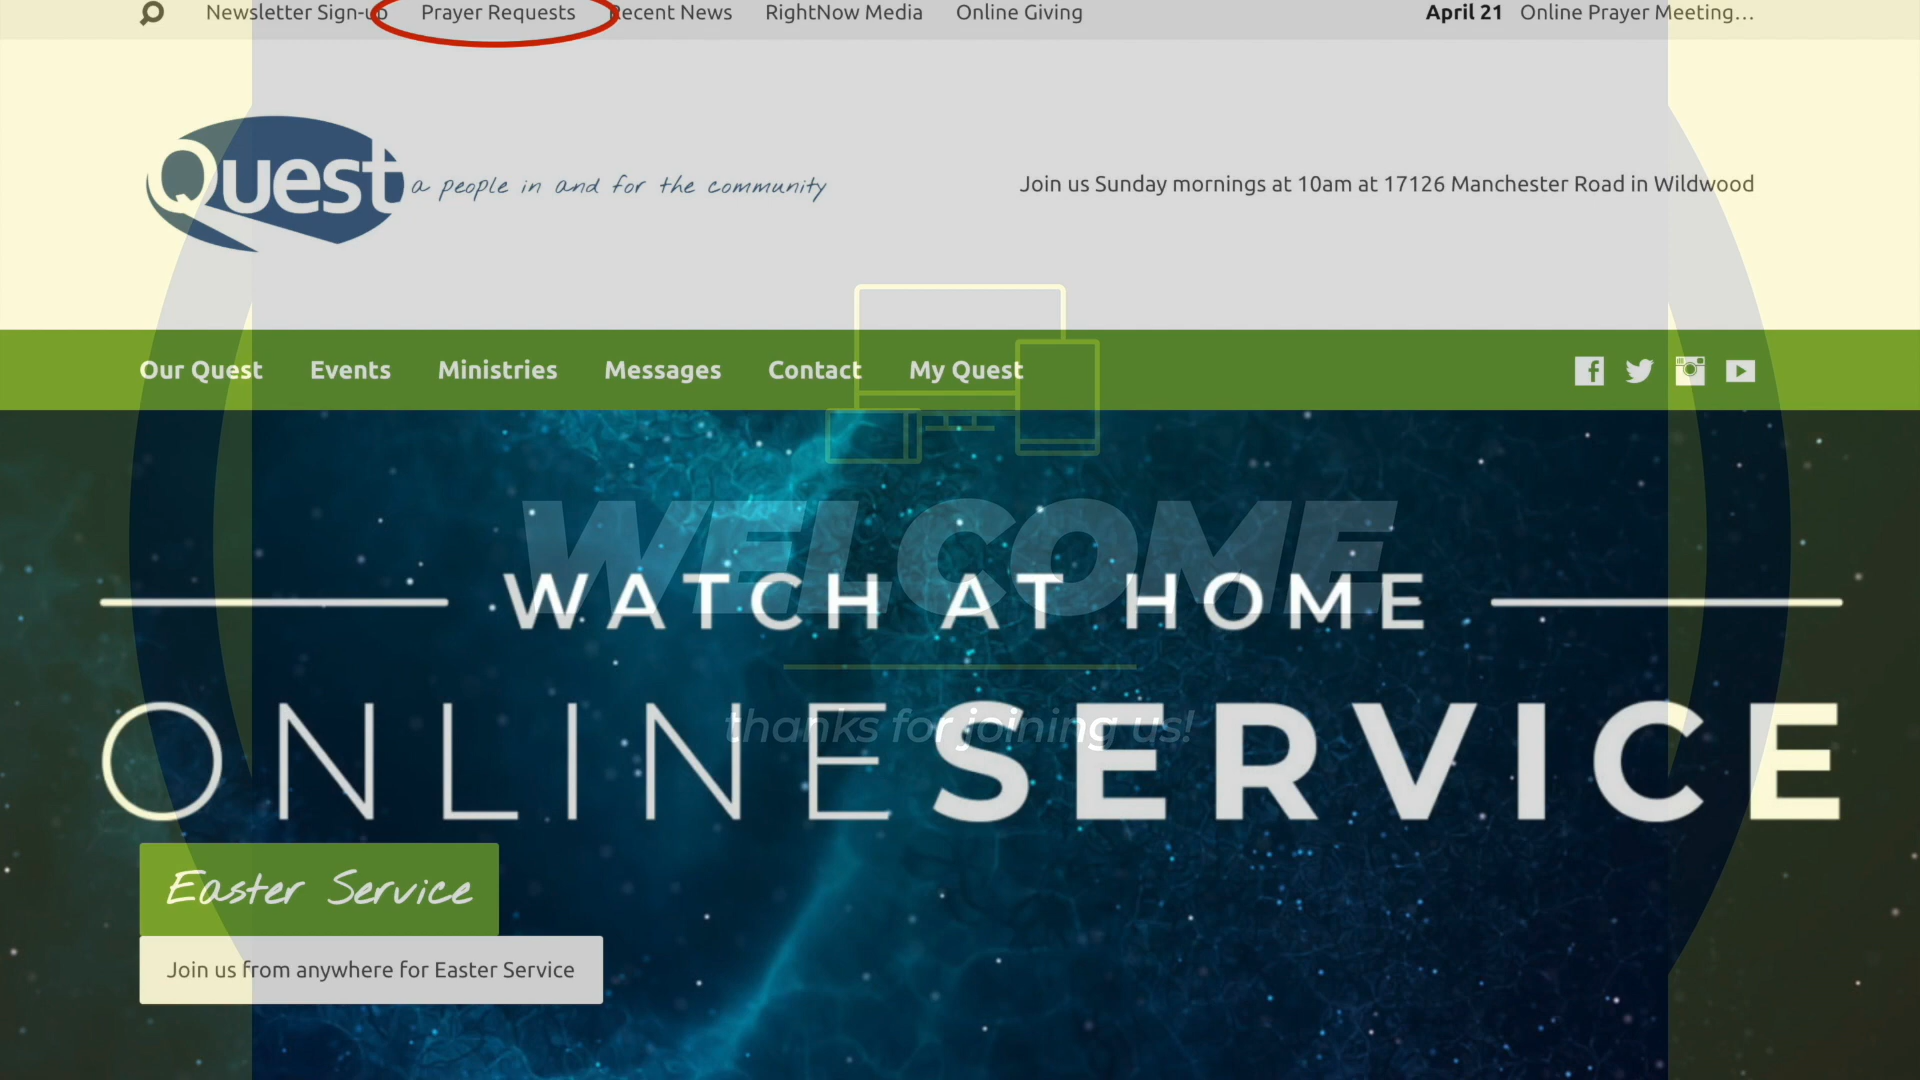 Newsletter Sign-up Prayer Requests Recent News RightNow Media Online Giving April 21 Online Prayer Meeting...
Quest a people in and for the community Join us Sunday mornings at 10am at 17126 Manchester Road in Wildwood
Our Quest Events Ministries Messages Contact My Quest
WELCOME
WATCH AT HOME
thanks for joining us!
ONLINE SERVICE
Easter Service
Join us from anywhere for Easter Service